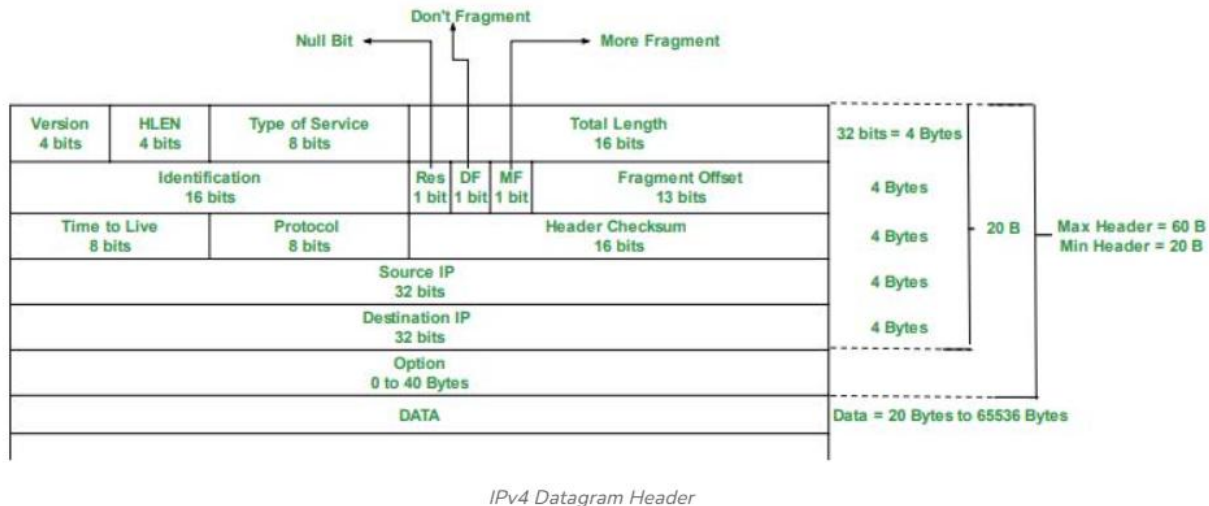 Don't Fragment
Null Bit
More Fragment
Version
4 bits
HLEN
4 bits
Type of Service
8 bits
Total Length
16 bits
32 bits = 4 Bytes
Identification
16 bits
Res
1 bit
DF
1 bit
MF
1 bit
Fragment Offset
13 bits
4 Bytes
Time to Live
8 bits
Protocol
8 bits
Header Checksum
16 bits
4 Bytes
20 B
Max Header = 60 B
Min Header = 20 B
Source IP
32 bits
4 Bytes
Destination IP
32 bits
4 Bytes
Option
0 to 40 Bytes
DATA
Data = 20 Bytes to 65536 Bytes
IPv4 Datagram Header